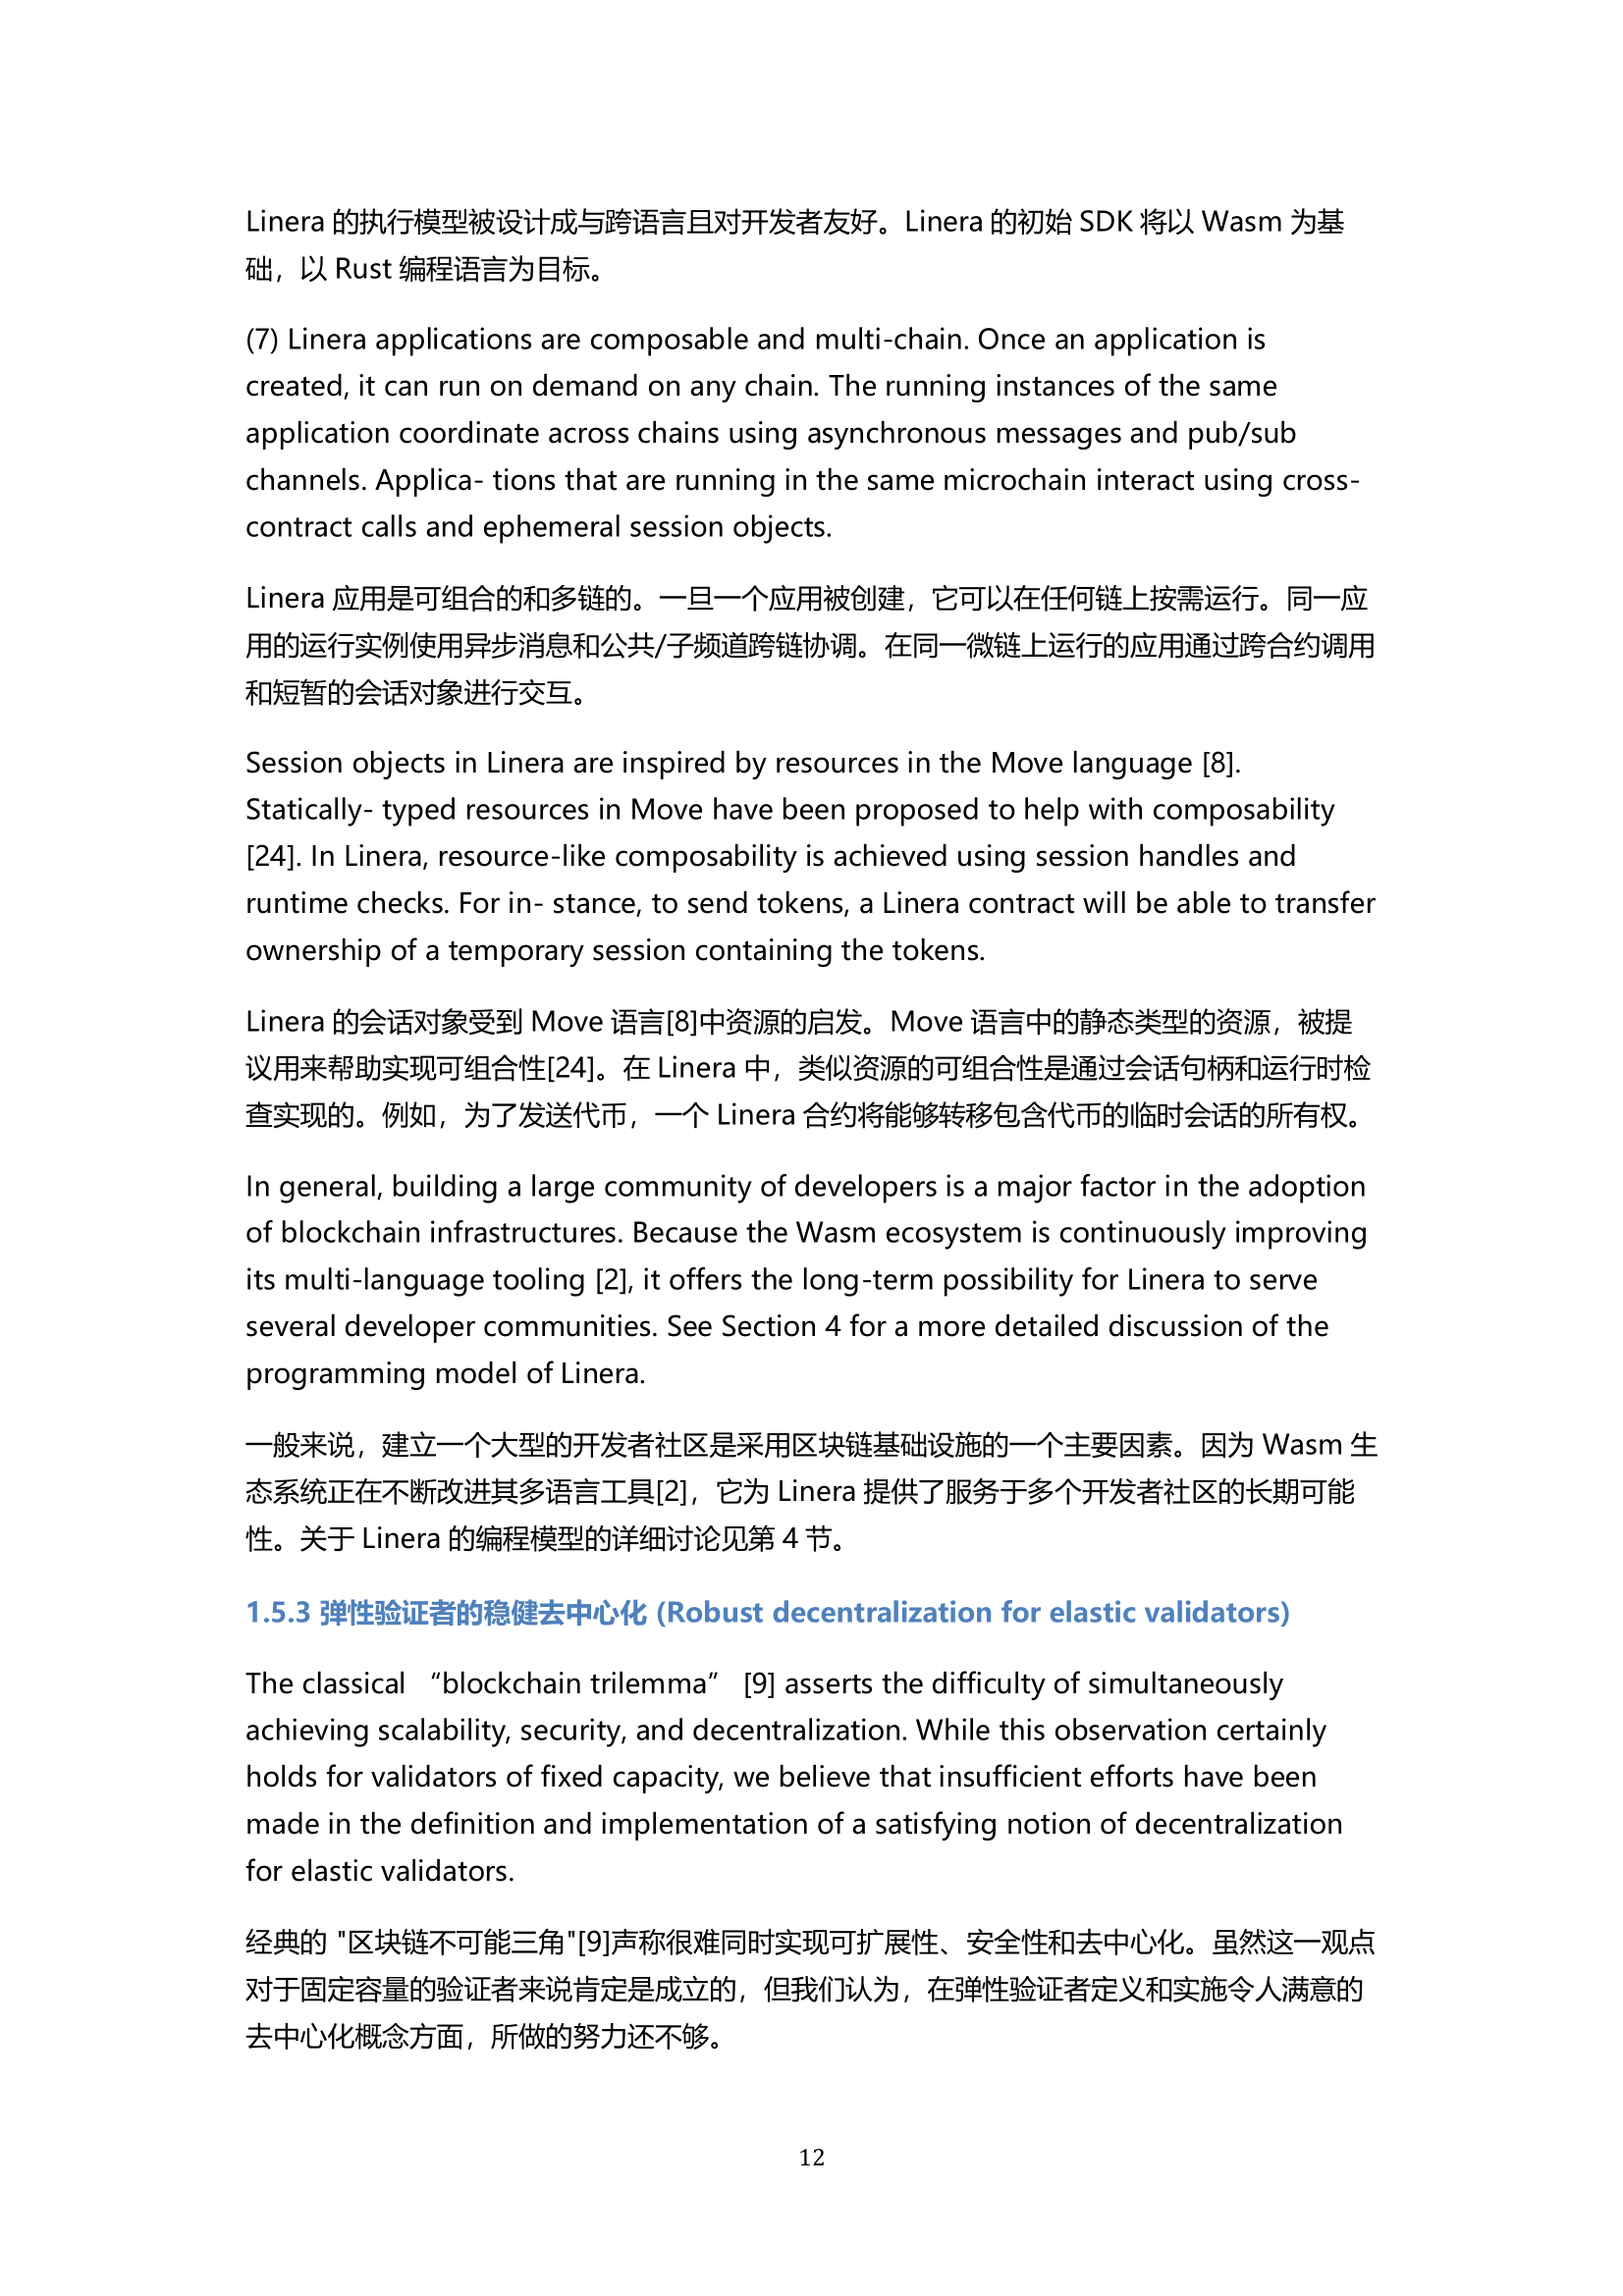 Linera 的执行模型被设计成与跨语言且对开发者友好。Linera 的初始 SDK 将以 Wasm 为基
础，以 Rust 编程语言为目标。
(7) Linera applications are composable and multi-chain. Once an application is
created, it can run on demand on any chain. The running instances of the same
application coordinate across chains using asynchronous messages and pub/sub
channels. Applica- tions that are running in the same microchain interact using cross-
contract calls and ephemeral session objects.
Linera 应用是可组合的和多链的。一旦一个应用被创建，它可以在任何链上按需运行。同一应
用的运行实例使用异步消息和公共/子频道跨链协调。在同一微链上运行的应用通过跨合约调用
和短暂的会话对象进行交互。
Session objects in Linera are inspired by resources in the Move language [8].
Statically- typed resources in Move have been proposed to help with composability
[24]. In Linera, resource-like composability is achieved using session handles and
runtime checks. For in- stance, to send tokens, a Linera contract will be able to transfer
ownership of a temporary session containing the tokens.
Linera 的会话对象受到 Move 语言[8]中资源的启发。Move 语言中的静态类型的资源，被提
议用来帮助实现可组合性[24]。在 Linera 中，类似资源的可组合性是通过会话句柄和运行时检
查实现的。例如，为了发送代币，一个 Linera 合约将能够转移包含代币的临时会话的所有权。
In general, building a large community of developers is a major factor in the adoption
of blockchain infrastructures. Because the Wasm ecosystem is continuously improving
its multi-language tooling [2], it offers the long-term possibility for Linera to serve
several developer communities. See Section 4 for a more detailed discussion of the
programming model of Linera.
一般来说，建立一个大型的开发者社区是采用区块链基础设施的一个主要因素。因为 Wasm 生
态系统正在不断改进其多语言工具[2]，它为 Linera 提供了服务于多个开发者社区的长期可能
性。关于 Linera 的编程模型的详细讨论见第 4 节。
1.5.3 弹性验证者的稳健去中心化 (Robust decentralization for elastic validators)
The classical “blockchain trilemma” [9] asserts the difficulty of simultaneously
achieving scalability, security, and decentralization. While this observation certainly
holds for validators of fixed capacity, we believe that insufficient efforts have been
made in the definition and implementation of a satisfying notion of decentralization
for elastic validators.
经典的 "区块链不可能三角"[9]声称很难同时实现可扩展性、安全性和去中心化。虽然这一观点
对于固定容量的验证者来说肯定是成立的，但我们认为，在弹性验证者定义和实施令人满意的
去中心化概念方面，所做的努力还不够。
12